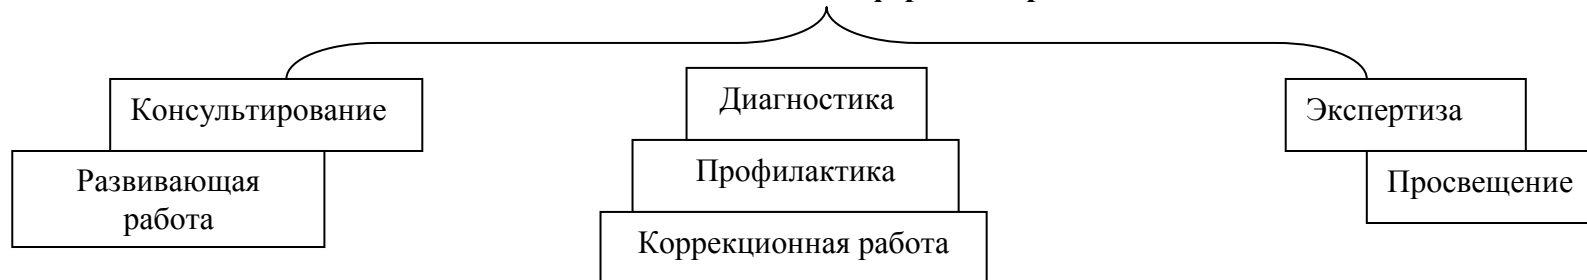 Консультирование
Развивающая
работа
Диагностика
Профилактика
Коррекционная работа
Экспертиза
Просвещение